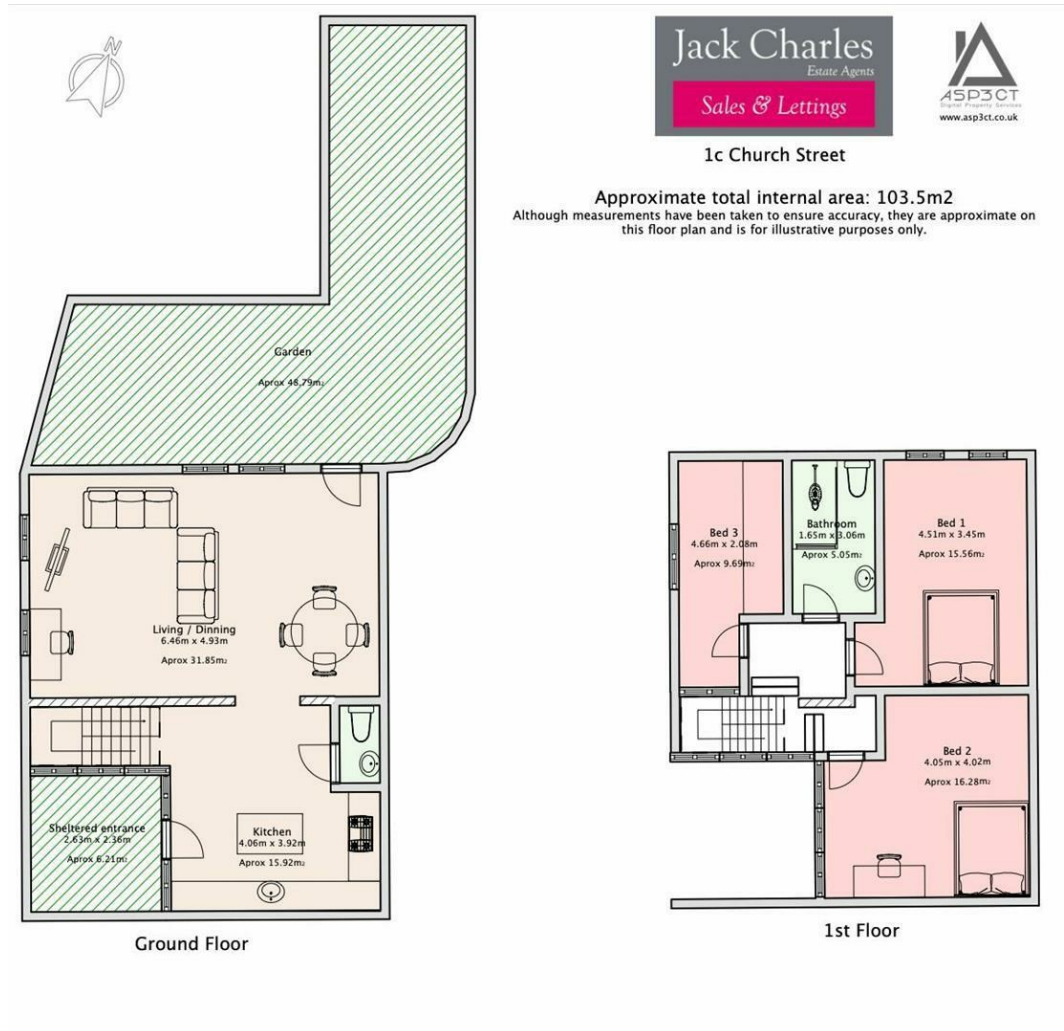 N
Jack Charles
Estate Agents
Sales & Lettings
ASP3CT
Digital Property Services
www.asp3ct.co.uk
1c Church Street
Approximate total internal area: 103.5m2
Although measurements have been taken to ensure accuracy, they are approximate on
this floor plan and is for illustrative purposes only.
Garden
Aprox 48.79m2
Living / Dinning
6.46m x 4.93m
Aprox 31.85m2
Sheltered entrance
2.63m x 2.36m
Aprox 6.21m2
Kitchen
4.06m x 3.92m
Aprox 15.92m2
Ground Floor
Bed 3
4.66m x 2.08m
Aprox 9.69m2
Bathroom
1.65m x 3.06m
Aprox 5.05m2
Bed 1
4.51m x 3.45m
Aprox 15.56m2
Bed 2
4.05m x 4.02m
Aprox 16.28m2
1st Floor